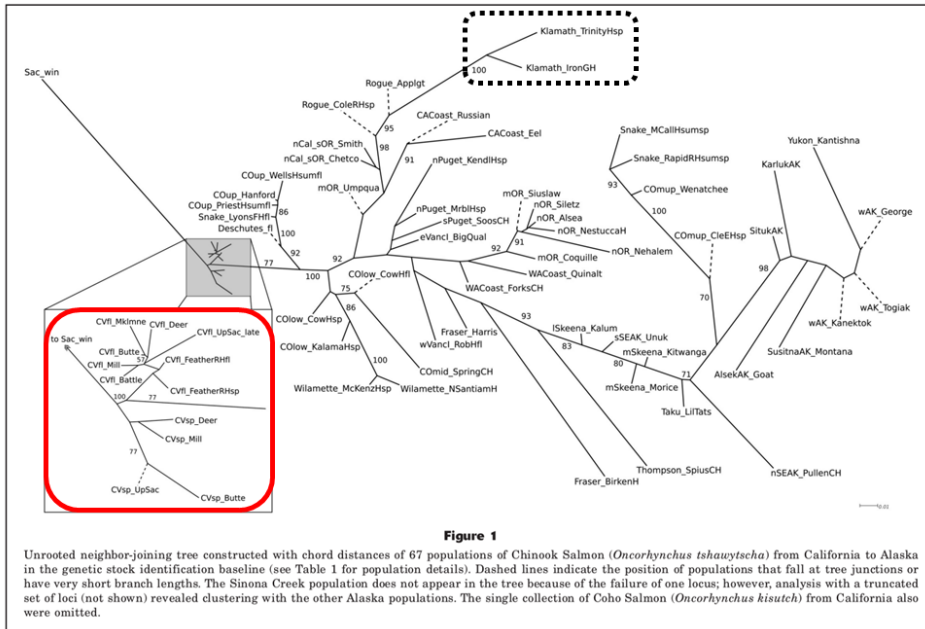 Klamath_TrinityHsp
Klamath_IronGH
100
Sac_win
Rogue_Applgt
Rogue_ColeRHsp
95
CACoast_Russian
98
nCal_sOR_Smith
CACoast_Eel
nCal_sOR_Chetco
91
COup_WellsHsumfl
nPuget_KendlHsp
mOR_Umpqua
Snake_MCallHsumsp
Yukon_Kantishna
Snake_RapidRHsumsp
KarlukAK
93
COmup_Wenatchee
COup_Hanford
COup_PriestHsumfl
86
Snake_LyonsFHfl
Deschutes_fl
100
nPuget_MrblHsp
sPuget_SoosCH
eVancI_BigQual
mOR_Siuslaw
nOR_Siletz
nOR_Alsea
nOR_NestuccaH
92
91
mOR_Coquille
nOR_Nehalem
100
wAK_George
SitukAK
COmup_CleEHsp
92
77
100
92
COlow_CowHfl
75
WACoast_Quinalt
WACoast_ForksCH
98
COlow_CowHsp
86
COlow_KalamaHsp
Fraser_Harris
wVancI_RobHfl
93
lSkeena_Kalum
sSEAK_Unuk
83
mSkeena_Kitwanga
80
mSkeena_Morice
70
71
Taku_LilTats
wAK_Togiak
wAK_Kanektok
SusitnaAK_Montana
AlsekAK_Goat
100
COmid_SpringCH
Wilamette_McKenzHsp
Wilamette_NSantiamH
CVfl_MkImne
CVfl_Deer
CVfl_UpSac_late
to Sac_win
CVfl_Butte
57
CVfl_Mill
CVfl_FeatherRHfl
CVfl_Battle
CVfl_FeatherRHsp
100
77
CVsp_Deer
CVsp_Mill
77
CVsp_UpSac
CVsp_Butte
Thompson_SpiusCH
Fraser_BirkenH
nSEAK_PullenCH
0.01
Figure 1
Unrooted neighbor-joining tree constructed with chord distances of 67 populations of Chinook Salmon (Oncorhynchus tshawytscha) from California to Alaska
in the genetic stock identification baseline (see Table 1 for population details). Dashed lines indicate the position of populations that fall at tree junctions or
have very short branch lengths. The Sinona Creek population does not appear in the tree because of the failure of one locus; however, analysis with a truncated
set of loci (not shown) revealed clustering with the other Alaska populations. The single collection of Coho Salmon (Oncorhynchus kisutch) from California also
were omitted.